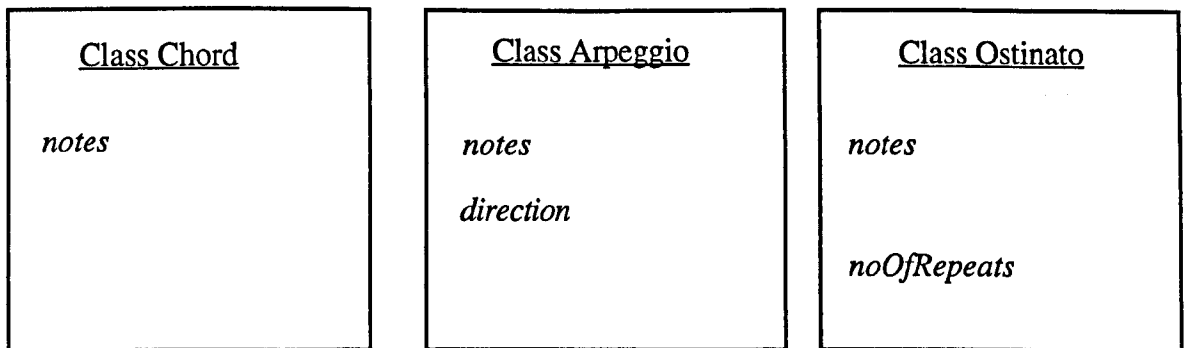 Class Chord
notes
Class Arpeggio
notes
direction
Class Ostinato
notes
noOfRepeats